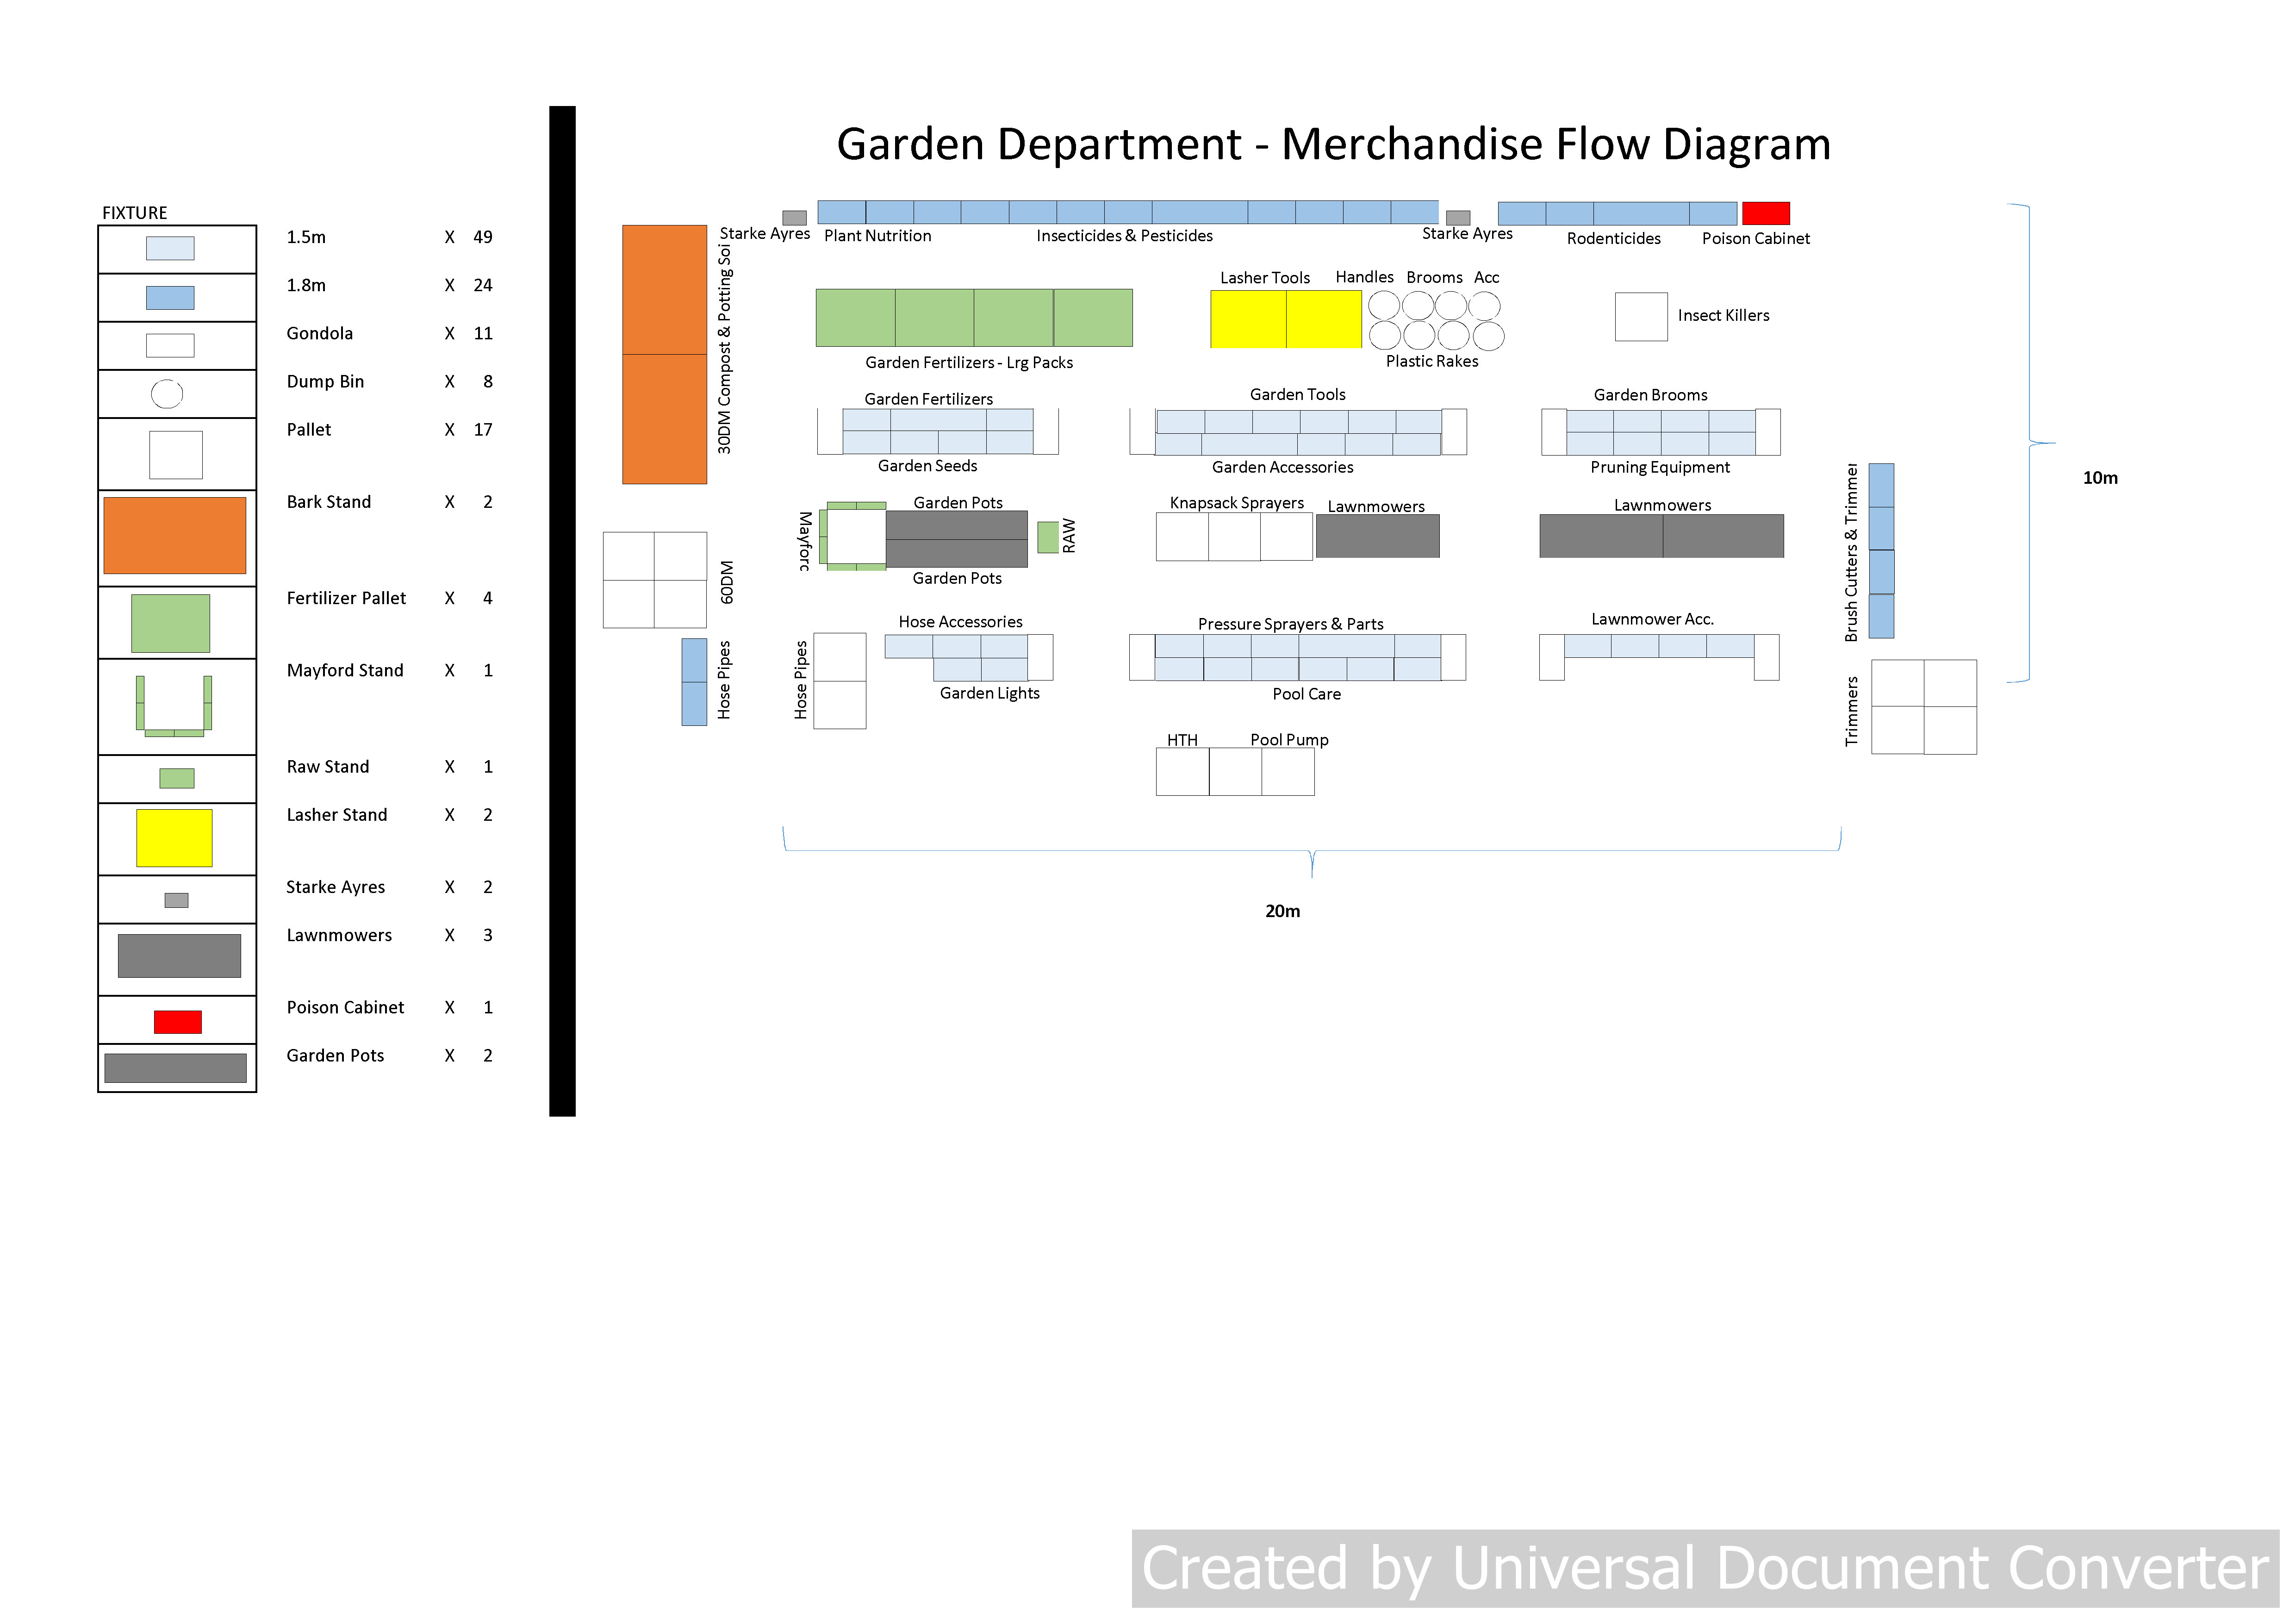 Garden Department - Merchandise Flow Diagram
FIXTURE
1.5m X 49
1.8m X 24
Gondola X 11
Dump Bin X 8
Pallet X 17
Bark Stand X 2
Fertilizer Pallet X 4
Mayford Stand X 1
Raw Stand X 1
Lasher Stand X 2
Starke Ayres X 2
Lawnmowers X 3
Poison Cabinet X 1
Garden Pots X 2
Starke Ayres
Plant Nutrition
Insecticides & Pesticides
Starke Ayres
Rodenticides
Poison Cabinet
30DM Compost & Potting Soi
Lasher Tools
Handles
Brooms
Acc
Insect Killers
Garden Fertilizers - Lrg Packs
Plastic Rakes
Garden Fertilizers
Garden Tools
Garden Brooms
Garden Seeds
Garden Accessories
Pruning Equipment
10m
Mayforc
Garden Pots
RAW
Knapsack Sprayers
Lawnmowers
Lawnmowers
Brush Cutters & Trimmer
Garden Pots
60DM
Hose Accessories
Pressure Sprayers & Parts
Lawnmower Acc.
Hose Pipes
Hose Pipes
Garden Lights
Pool Care
Trimmers
HTH
Pool Pump
20m
Created by Universal Document Converter